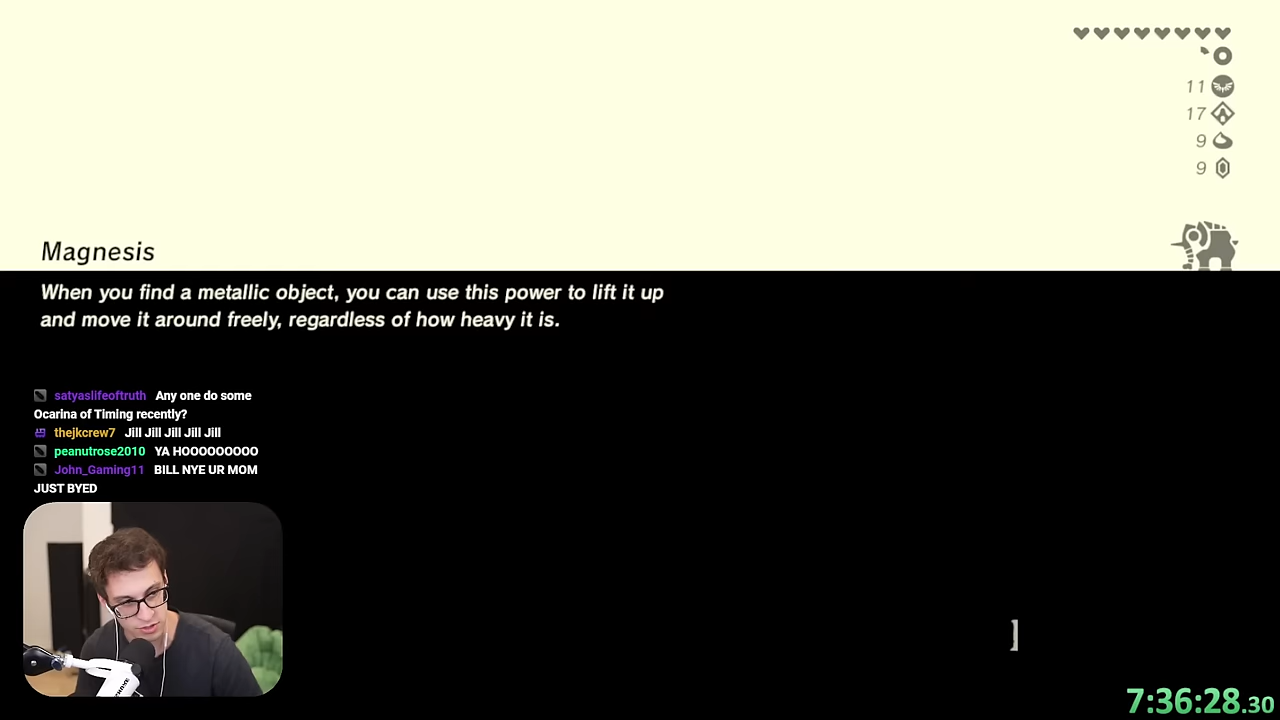 11
17
9
9
Magnesis
When you find a metallic object, you can use this power to lift it up
and move it around freely, regardless of how heavy it is.
satyaslifeoftruth Any one do some
Ocarina of Timing recently?
thejkcrew7 Jill Jill Jill Jill Jill
peanutrose2010 YA HOOOOOOOOO
John_Gaming11 BILL NYE UR MOM
JUST BYED
]
7:36:28.30